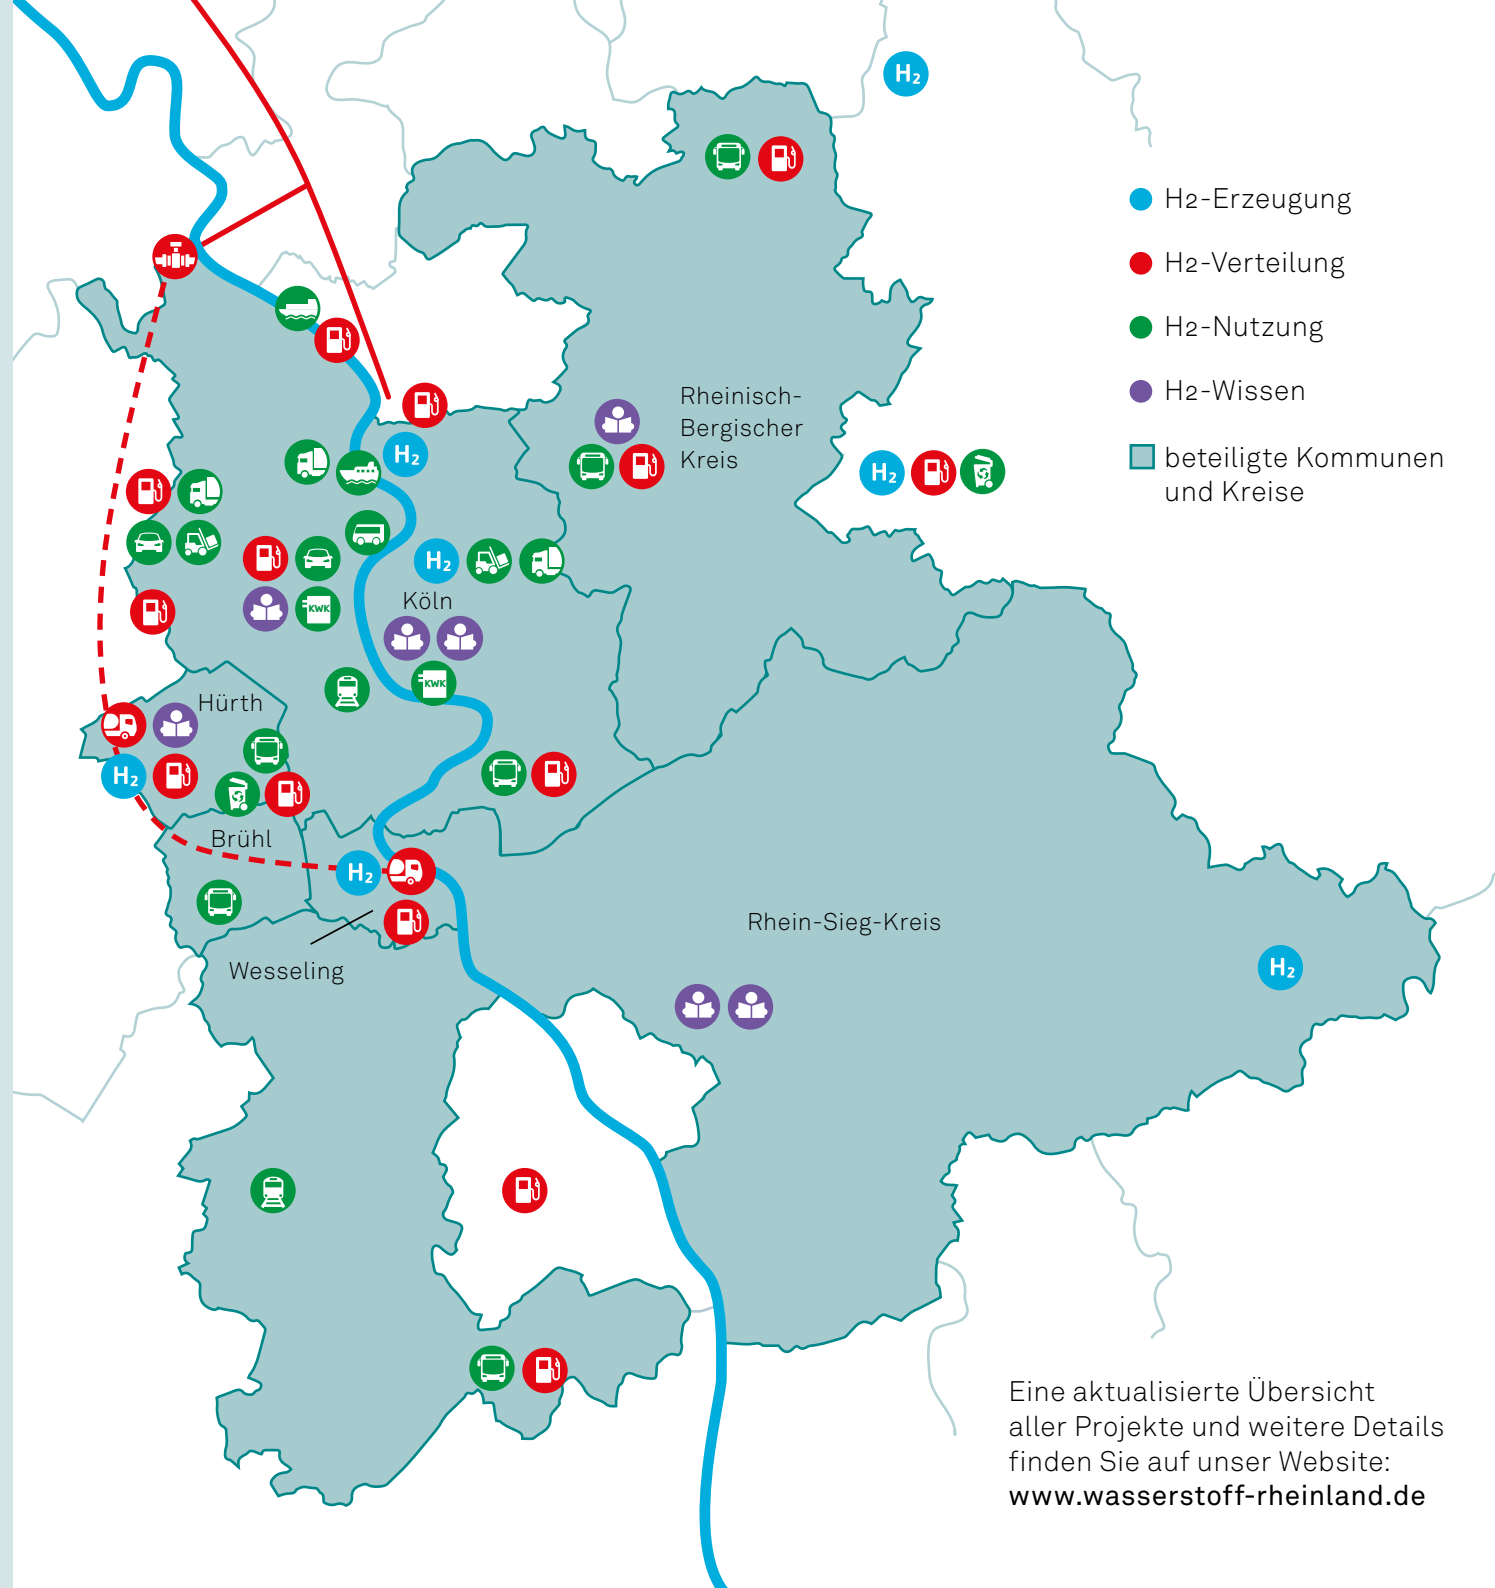 H₂
H2-Erzeugung
H2-Verteilung
H2-Nutzung
H2-Wissen
beteiligte Kommunen
und Kreise
Rheinisch-
Bergischer
Kreis
H₂
H₂
H₂
KWK
Köln
KWK
Hürth
H₂
Brühl
H₂
Wesseling
Rhein-Sieg-Kreis
H₂
Eine aktualisierte Übersicht
aller Projekte und weitere Details
finden Sie auf unser Website:
www.wasserstoff-rheinland.de